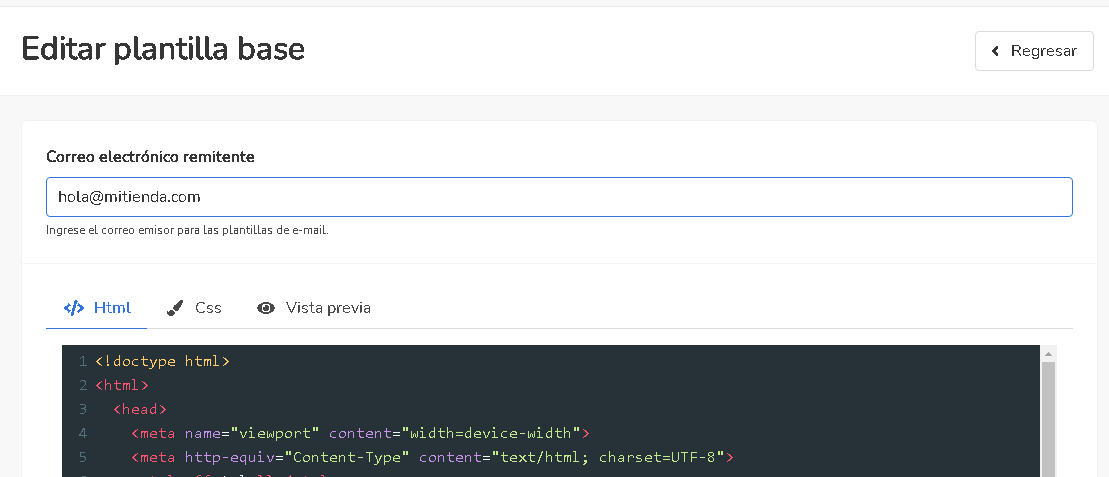 Editar plantilla base
Regresar
Correo electrónico remitente
hola@mitienda.com
Ingrese el correo emisor para las plantillas de e-mail.
Html Css Vista previa
1 <!doctype html>
2 <html>
3 <head>
4 <meta name="viewport" content="width=device-width">
5 <meta http-equiv="Content-Type" content="text/html; charset=UTF-8">